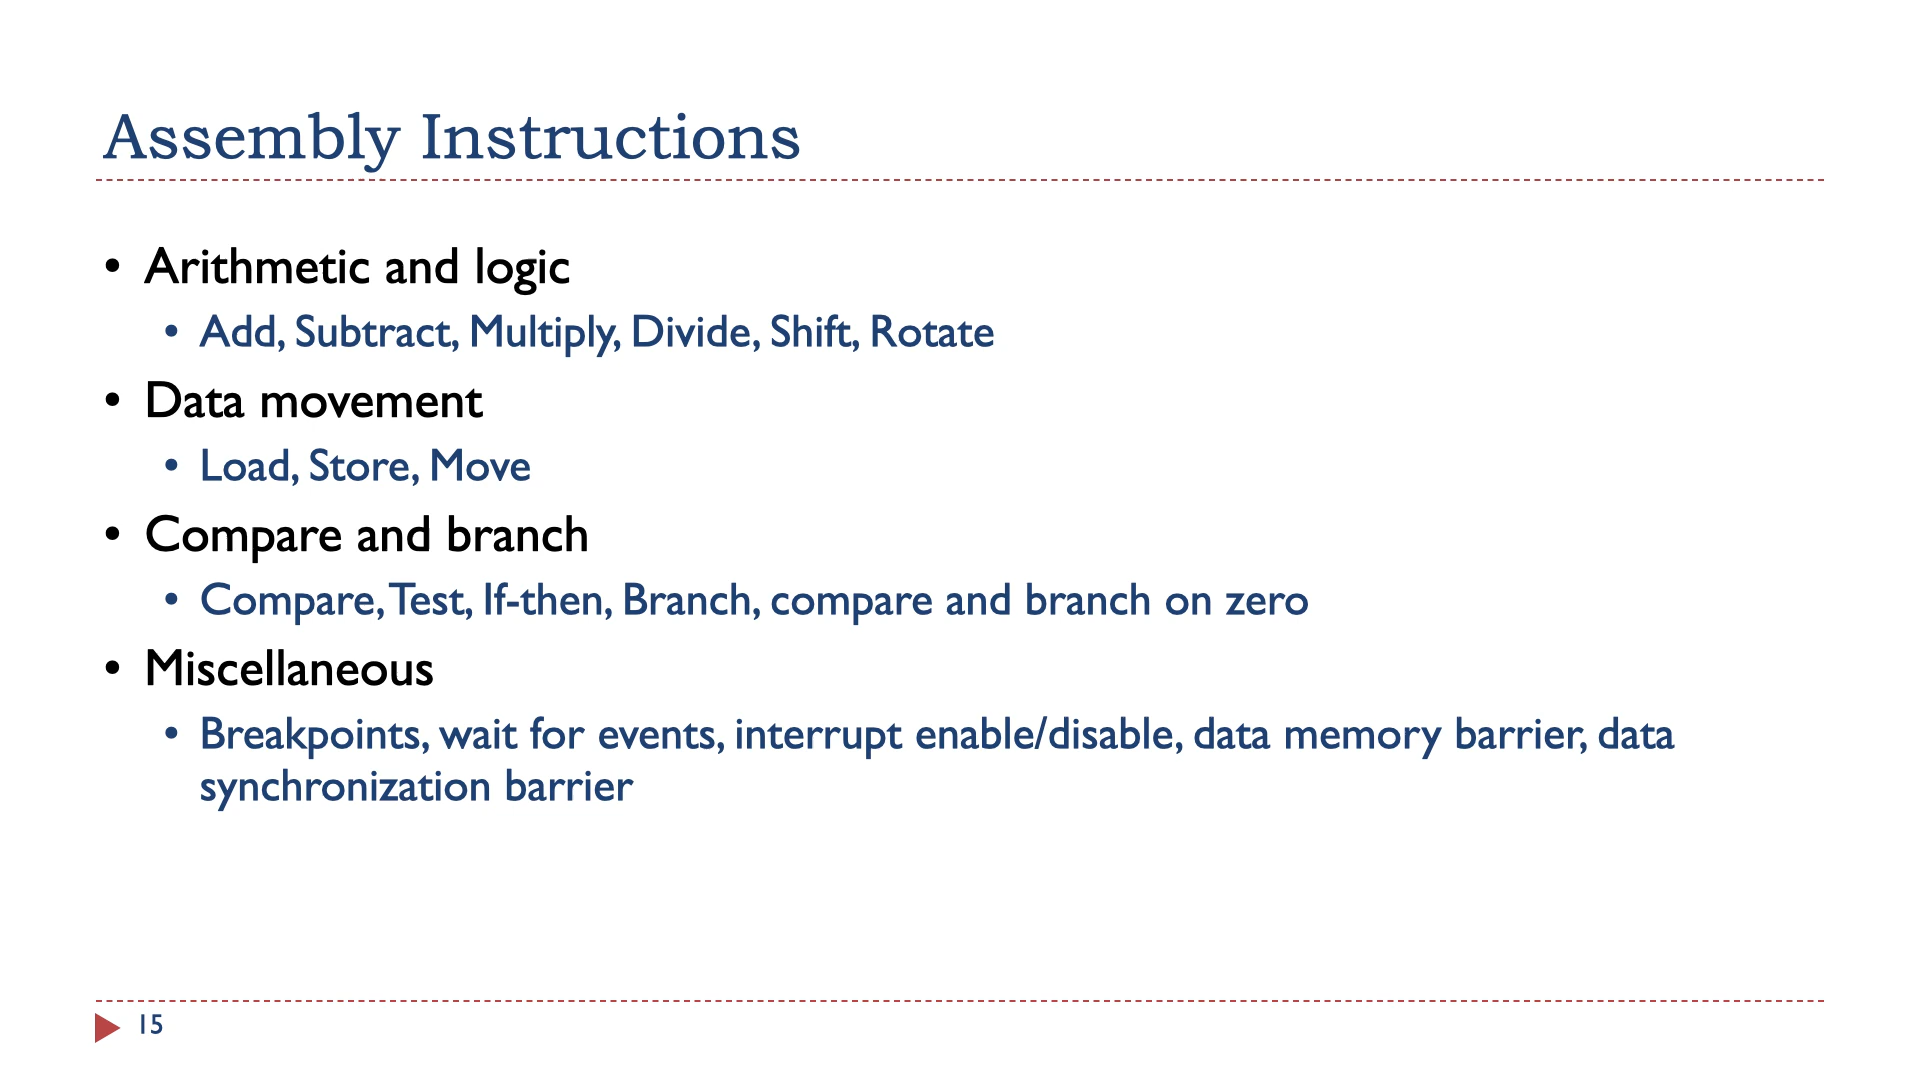 Assembly Instructions
• Arithmetic and logic
• Add, Subtract, Multiply, Divide, Shift, Rotate
• Data movement
• Load, Store, Move
• Compare and branch
• Compare, Test, If-then, Branch, compare and branch on zero
• Miscellaneous
• Breakpoints, wait for events, interrupt enable/disable, data memory barrier, data
synchronization barrier
15